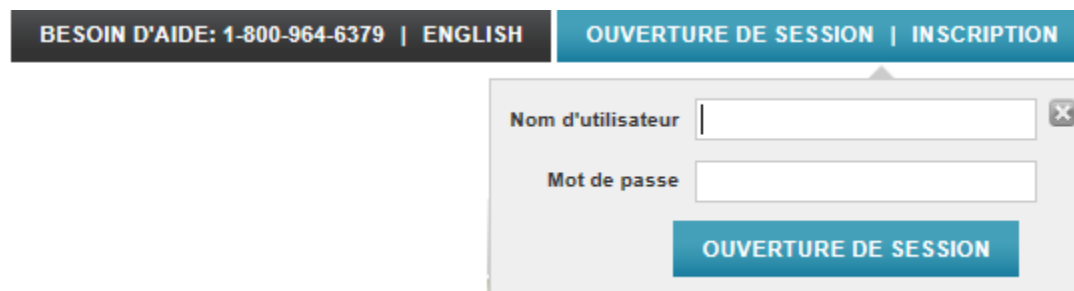 BESOIN D'AIDE: 1-800-964-6379 | ENGLISH OUVERTURE DE SESSION | INSCRIPTION
Nom d'utilisateur
Mot de passe
OUVERTURE DE SESSION